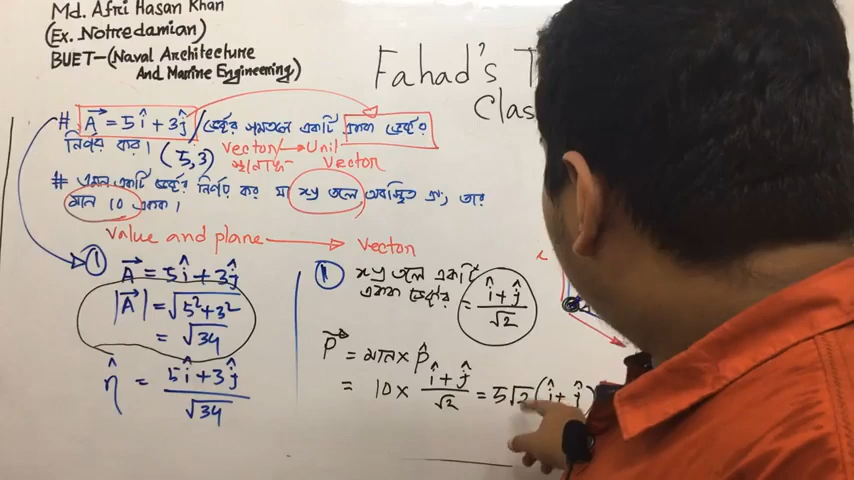 Md. Afri Hasan Khan
(Ex. Notredamian)
BUET-(Naval Architecture
And Marine Engineering)
Fahad's T
Clas
# A⃗ = 5î + 3ĵ / ভেক্টর সমতলে একটি একক ভেক্টর
নির্ণয় কর। (5,3) Vector → Unit
Vector
# এমন একটি ভেক্টর নির্ণয় কর যা xy তলে অবস্থিত এবং তার
মান 10 একক।
value and plane → vector
① A⃗ = 5î + 3ĵ
|A⃗| = √5²+3²
= √34
η̂ = 5î + 3ĵ / √34
⑪ xy তলে একটি
একক ভেক্টর = î + ĵ / √2
P⃗ = মান × p̂
= 10 × î + ĵ / √2 = 5√2 (î + ĵ)